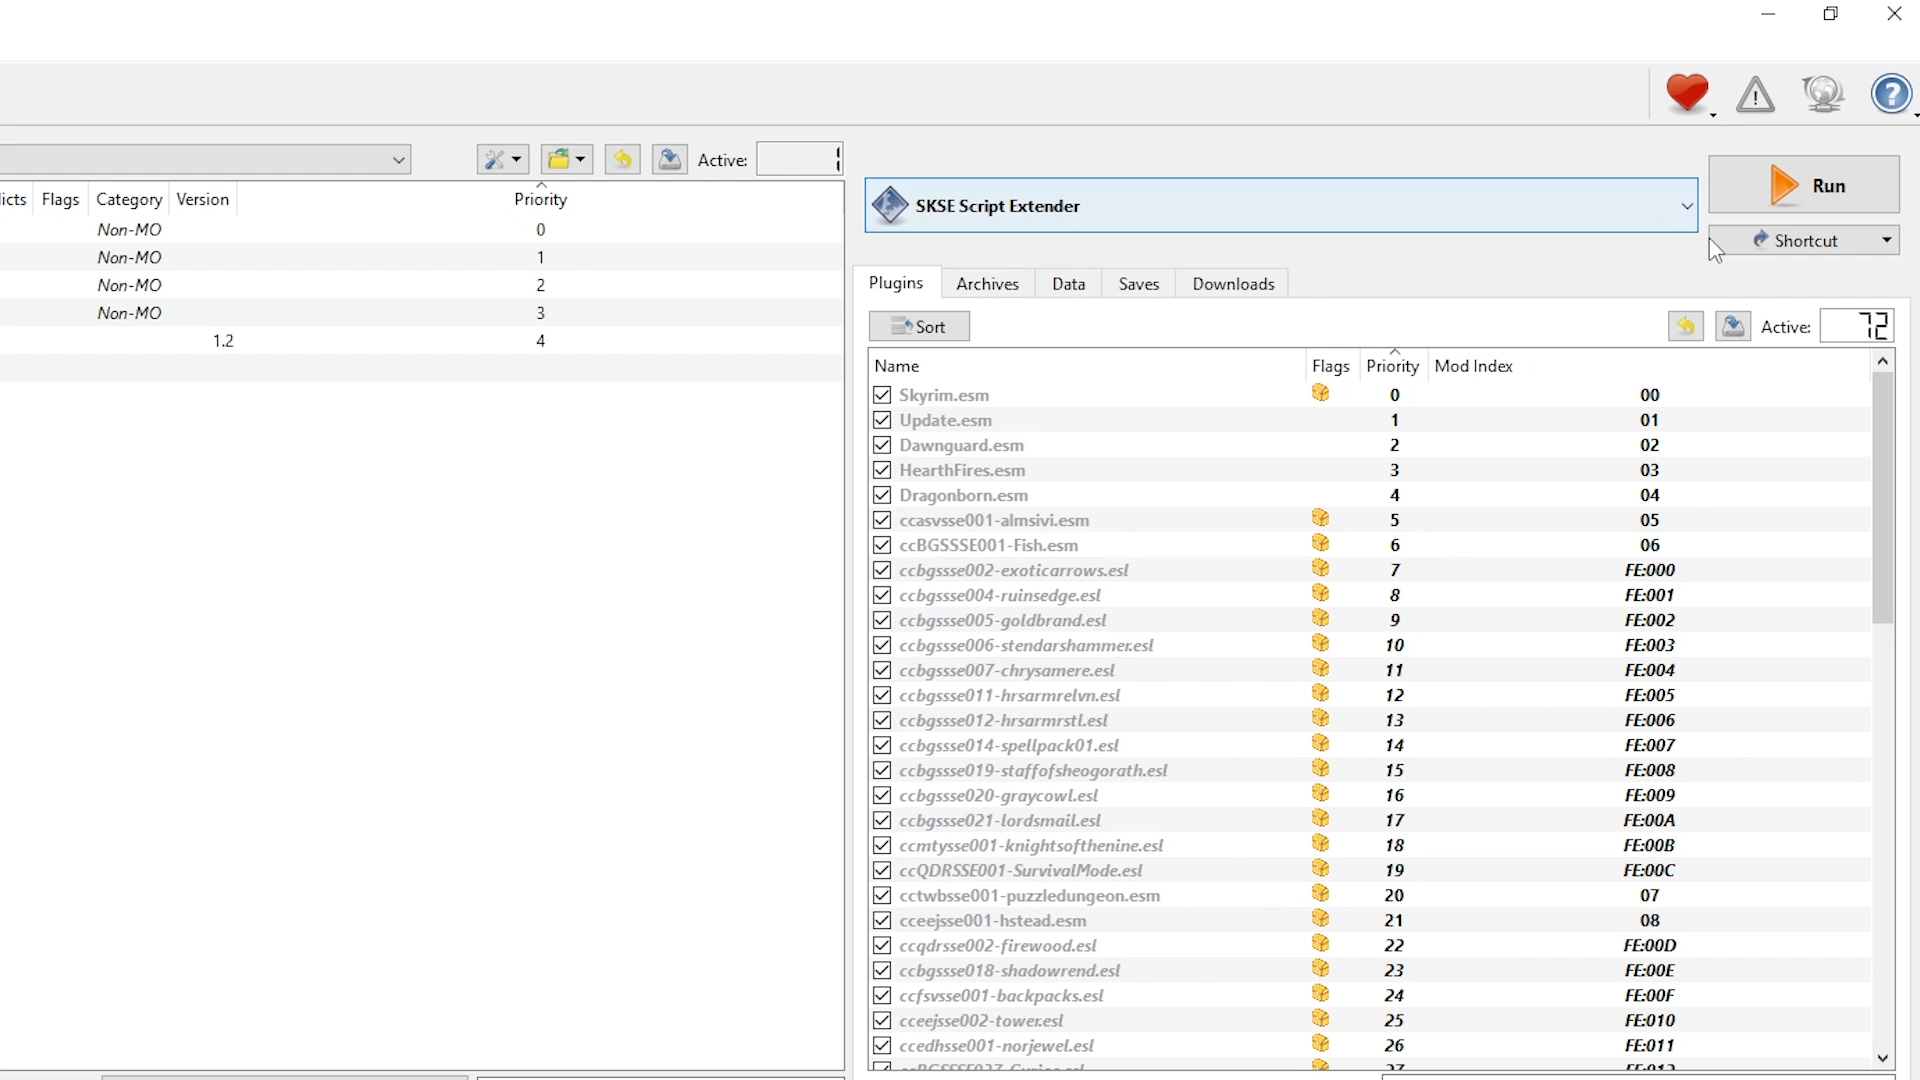 Active: 1
icts Flags Category Version Priority
Non-MO 0
Non-MO 1
Non-MO 2
Non-MO 3
1.2 4
SKSE Script Extender
Run
Shortcut
Plugins Archives Data Saves Downloads
Sort Active: 72
Name Flags Priority Mod Index
Skyrim.esm 0 00
Update.esm 1 01
Dawnguard.esm 2 02
HearthFires.esm 3 03
Dragonborn.esm 4 04
ccasvsse001-almsivi.esm 5 05
ccBGSSSE001-Fish.esm 6 06
ccbgssse002-exoticarrows.esl 7 FE:000
ccbgssse004-ruinsedge.esl 8 FE:001
ccbgssse005-goldbrand.esl 9 FE:002
ccbgssse006-stendarshammer.esl 10 FE:003
ccbgssse007-chrysamere.esl 11 FE:004
ccbgssse011-hrsarmrelvn.esl 12 FE:005
ccbgssse012-hrsarmrstl.esl 13 FE:006
ccbgssse014-spellpack01.esl 14 FE:007
ccbgssse019-staffofsheogorath.esl 15 FE:008
ccbgssse020-graycowl.esl 16 FE:009
ccbgssse021-lordsmail.esl 17 FE:00A
ccmtysse001-knightsofthenine.esl 18 FE:00B
ccQDRSSE001-SurvivalMode.esl 19 FE:00C
cctwbsse001-puzzledungeon.esm 20 07
cceejsse001-hstead.esm 21 08
ccqdrsse002-firewood.esl 22 FE:00D
ccbgssse018-shadowrend.esl 23 FE:00E
ccfsvsse001-backpacks.esl 24 FE:00F
cceejsse002-tower.esl 25 FE:010
ccedhsse001-norjewel.esl 26 FE:011